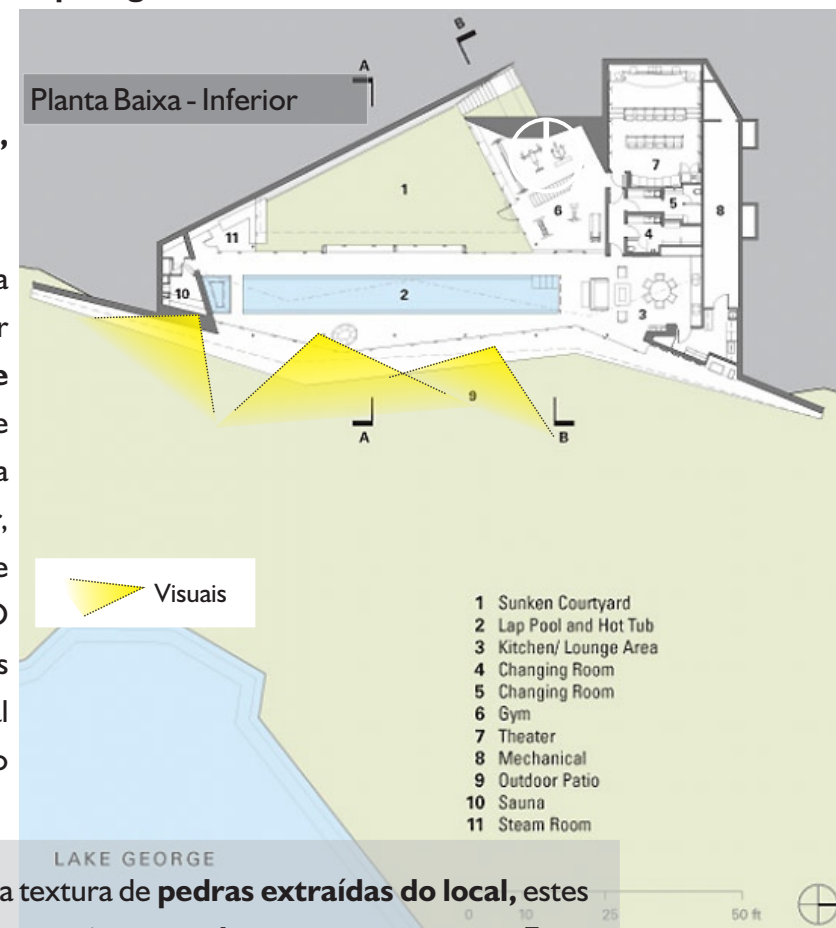 Planta Baixa - Inferior
B
A
,
a
r
1
7
e
11
6
5
8
e
4
10
2
3
a
r,
9
e
A
B
O
Visuais
s
l
o
1 Sunken Courtyard
2 Lap Pool and Hot Tub
3 Kitchen/ Lounge Area
4 Changing Room
5 Changing Room
6 Gym
7 Theater
8 Mechanical
9 Outdoor Patio
10 Sauna
11 Steam Room
LAKE GEORGE
a textura de pedras extraídas do local, estes
0 10 25 50 ft